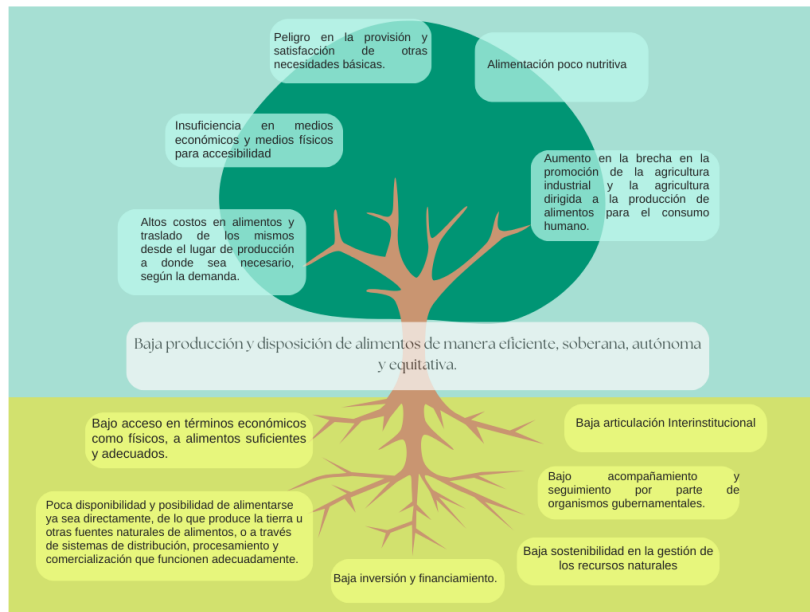 Peligro en la provisión y
satisfacción de otras
necesidades básicas.
Alimentación poco nutritiva
Insuficiencia en medios
económicos y medios físicos
para accesibilidad
Aumento en la brecha en la
promoción de la agricultura
industrial y la agricultura
dirigida a la producción de
alimentos para el consumo
humano.
Altos costos en alimentos y
traslado de los mismos
desde el lugar de producción
a donde sea necesario,
según la demanda.
Baja producción y disposición de alimentos de manera eficiente, soberana, autónoma
y equitativa.
Bajo acceso en términos económicos
como físicos, a alimentos suficientes
y adecuados.
Baja articulación Interinstitucional
Bajo acompañamiento y
seguimiento por parte de
organismos gubernamentales.
Poca disponibilidad y posibilidad de alimentarse
ya sea directamente, de lo que produce la tierra u
otras fuentes naturales de alimentos, o a través
de sistemas de distribución, procesamiento y
comercialización que funcionen adecuadamente.
Baja sostenibilidad en la gestión de
los recursos naturales
Baja inversión y financiamiento.